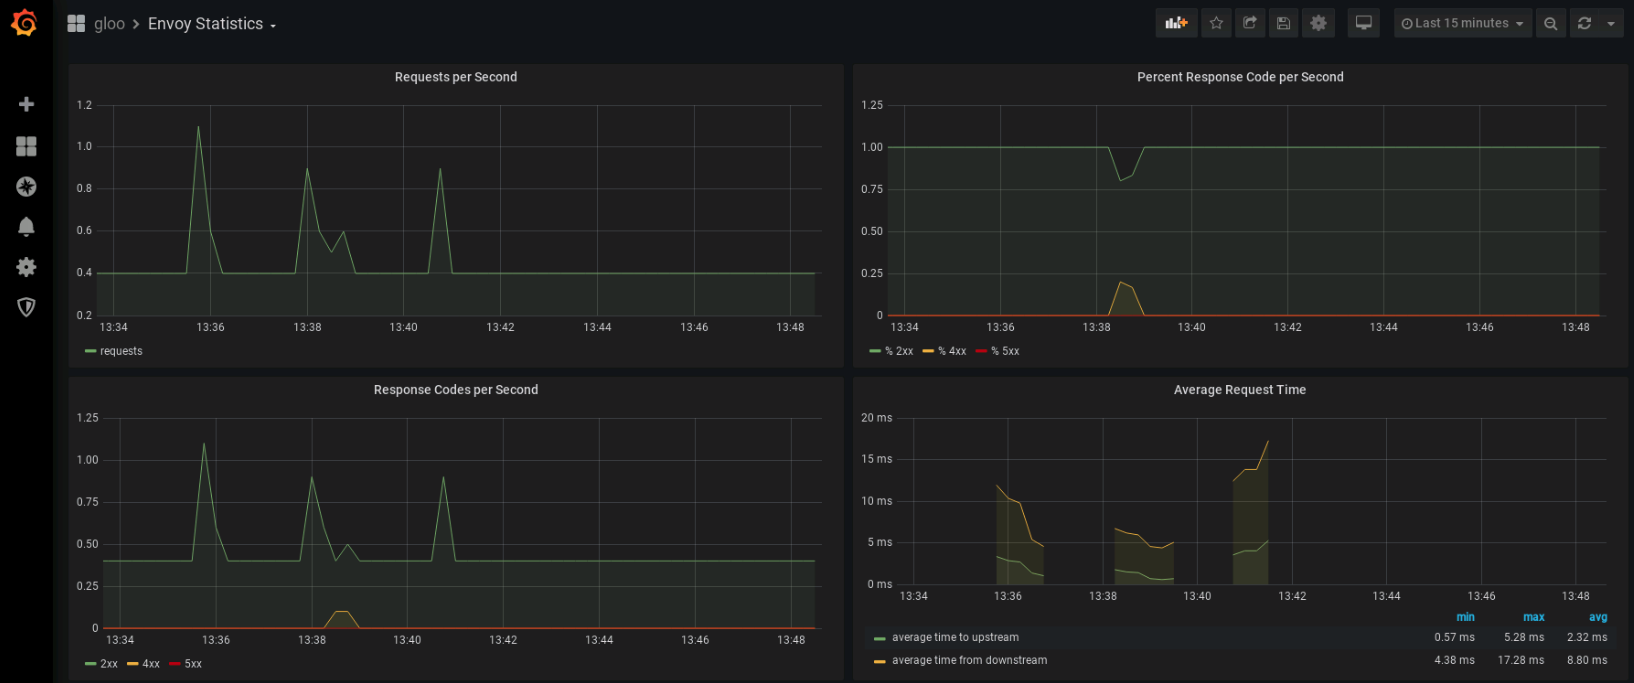 gloo > Envoy Statistics
Last 15 minutes
Requests per Second
1.2
1.0
0.8
0.6
0.4
0.2
13:34 13:36 13:38 13:40 13:42 13:44 13:46 13:48
requests
Percent Response Code per Second
1.25
1.00
0.75
0.50
0.25
0
13:34 13:36 13:38 13:40 13:42 13:44 13:46 13:48
% 2xx % 4xx % 5xx
Response Codes per Second
1.25
1.00
0.75
0.50
0.25
0
13:34 13:36 13:38 13:40 13:42 13:44 13:46 13:48
2xx 4xx 5xx
Average Request Time
20 ms
15 ms
10 ms
5 ms
0 ms
13:34 13:36 13:38 13:40 13:42 13:44 13:46 13:48
min max avg
average time to upstream 0.57 ms 5.28 ms 2.32 ms
average time from downstream 4.38 ms 17.28 ms 8.80 ms